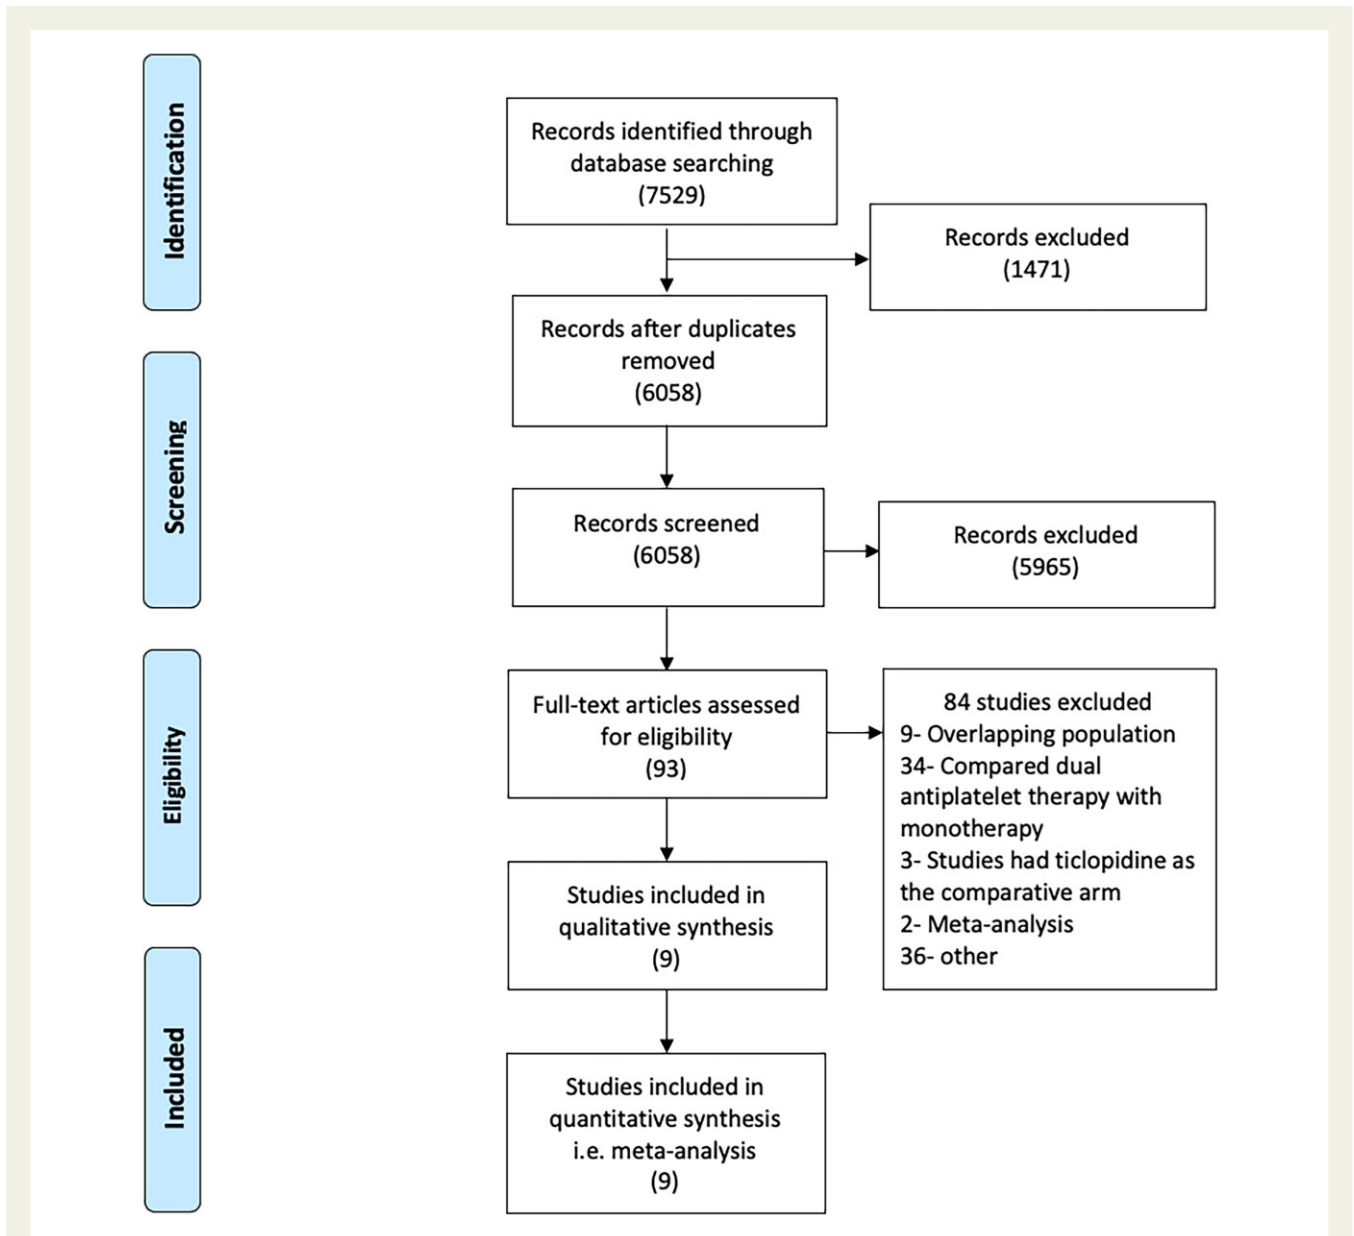 Identification
Records identified through
database searching
(7529)
Records excluded
(1471)
Records after duplicates
removed
(6058)
Screening
Records screened
(6058)
Records excluded
(5965)
Eligibility
Full-text articles assessed
for eligibility
(93)
84 studies excluded
9- Overlapping population
34- Compared dual
antiplatelet therapy with
monotherapy
3- Studies had ticlopidine as
the comparative arm
2- Meta-analysis
36- other
Studies included in
qualitative synthesis
(9)
Included
Studies included in
quantitative synthesis
i.e. meta-analysis
(9)